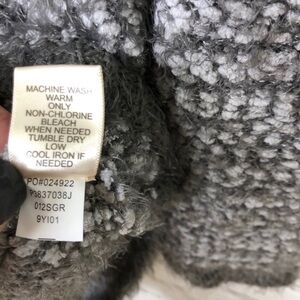 MACHINE WASH
WARM
ONLY
NON-CHLORINE
BLEACH
WHEN NEEDED
TUMBLE DRY
LOW
COOL IRON IF
NEEDED
PO#024922
P3837038J
012SGR
9YI01